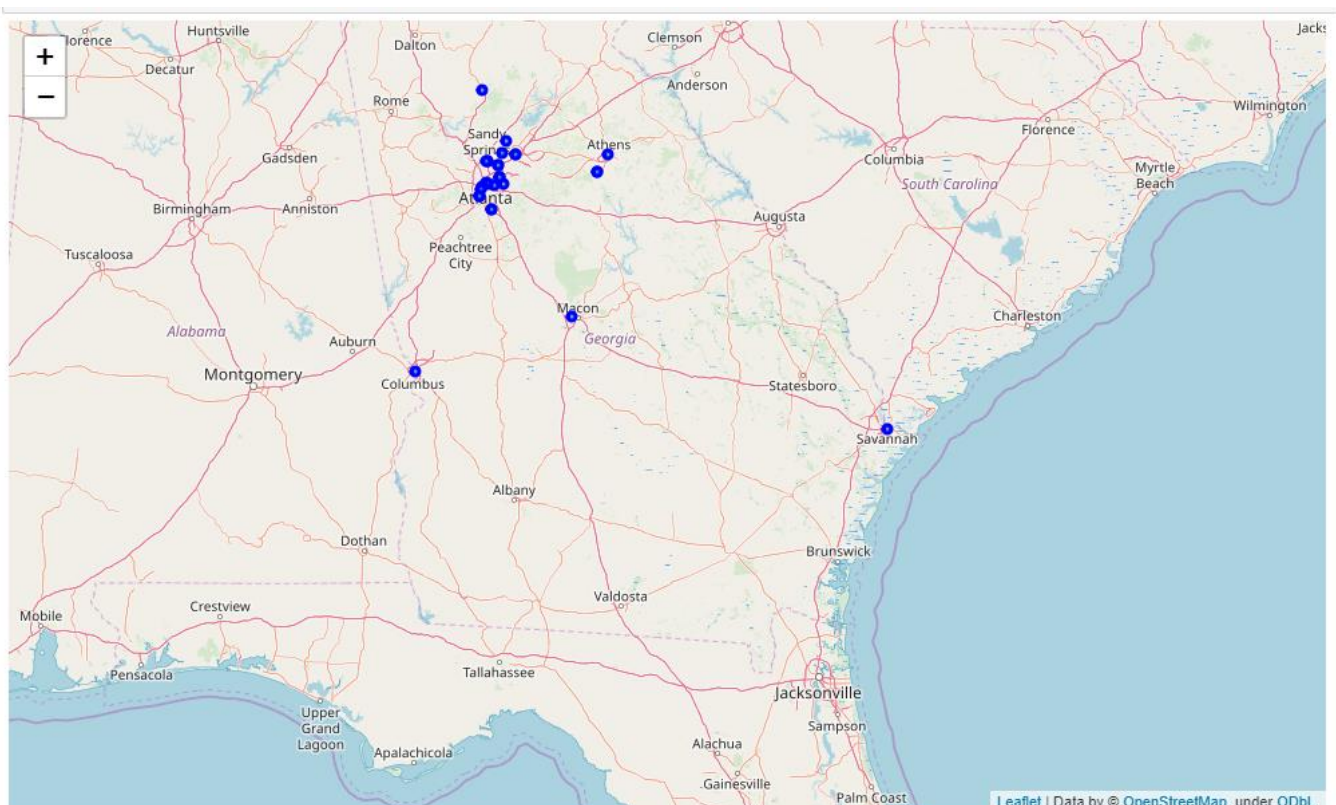 +
−
Huntsville
Decatur
Dalton
Rome
Gadsden
Clemson
Anderson
Jacks
Wilmington
Florence
Sandy
Athens
Columbia
Myrtle
Beach
South Carolina
Atlanta
Birmingham
Anniston
Augusta
Tuscaloosa
Peachtree
City
Macon
Georgia
Charleston
Alabama
Auburn
Montgomery
Columbus
Statesboro
Savannah
Albany
Dothan
Brunswick
Crestview
Valdosta
Mobile
Pensacola
Tallahassee
Jacksonville
Upper
Grand
Lagoon
Sampson
Apalachicola
Alachua
Gainesville
Palm Coast
Leaflet | Data by © OpenStreetMap, under ODbL.